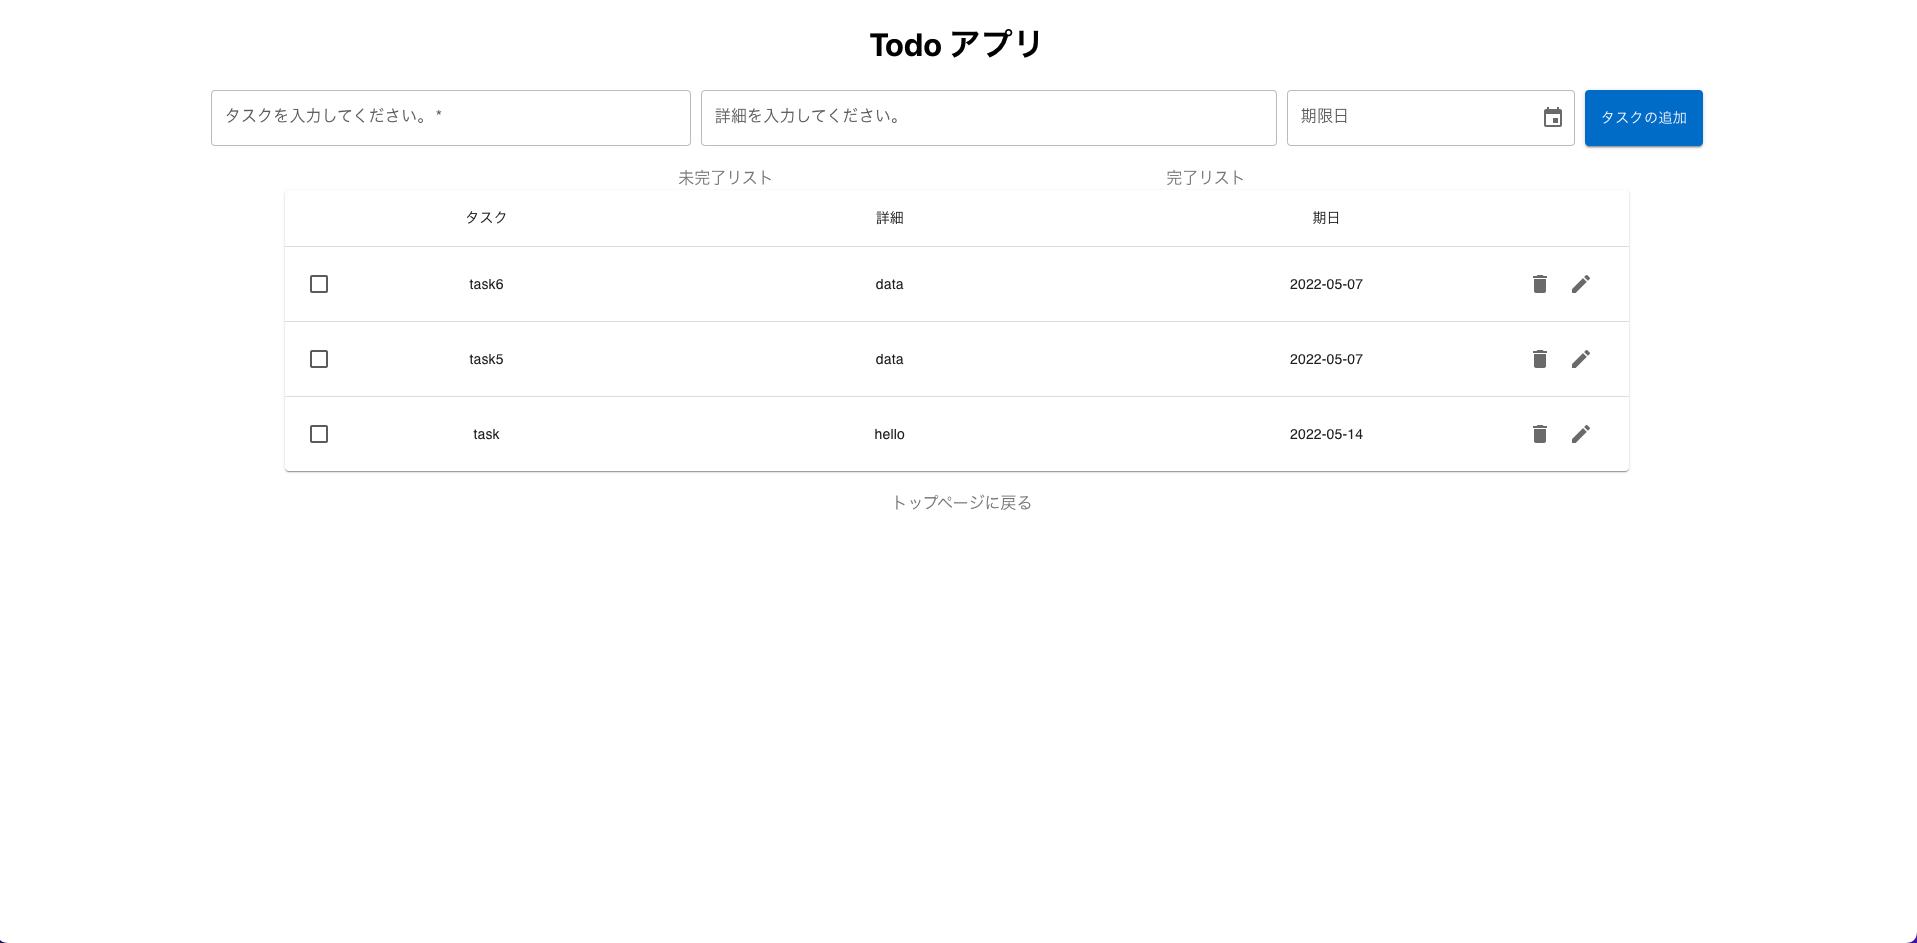 Todo アプリ
タスクを入力してください。*
詳細を入力してください。
期限日
タスクの追加
未完了リスト
完了リスト
タスク 詳細 期日
task6 data 2022-05-07
task5 data 2022-05-07
task hello 2022-05-14
トップページに戻る